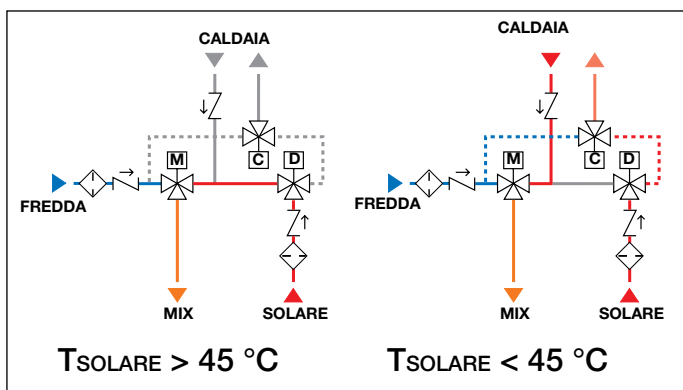 CALDAIA
M
C
D
FREDDA
MIX
SOLARE
TSOLARE > 45 °C
CALDAIA
M
C
D
FREDDA
MIX
SOLARE
TSOLARE < 45 °C